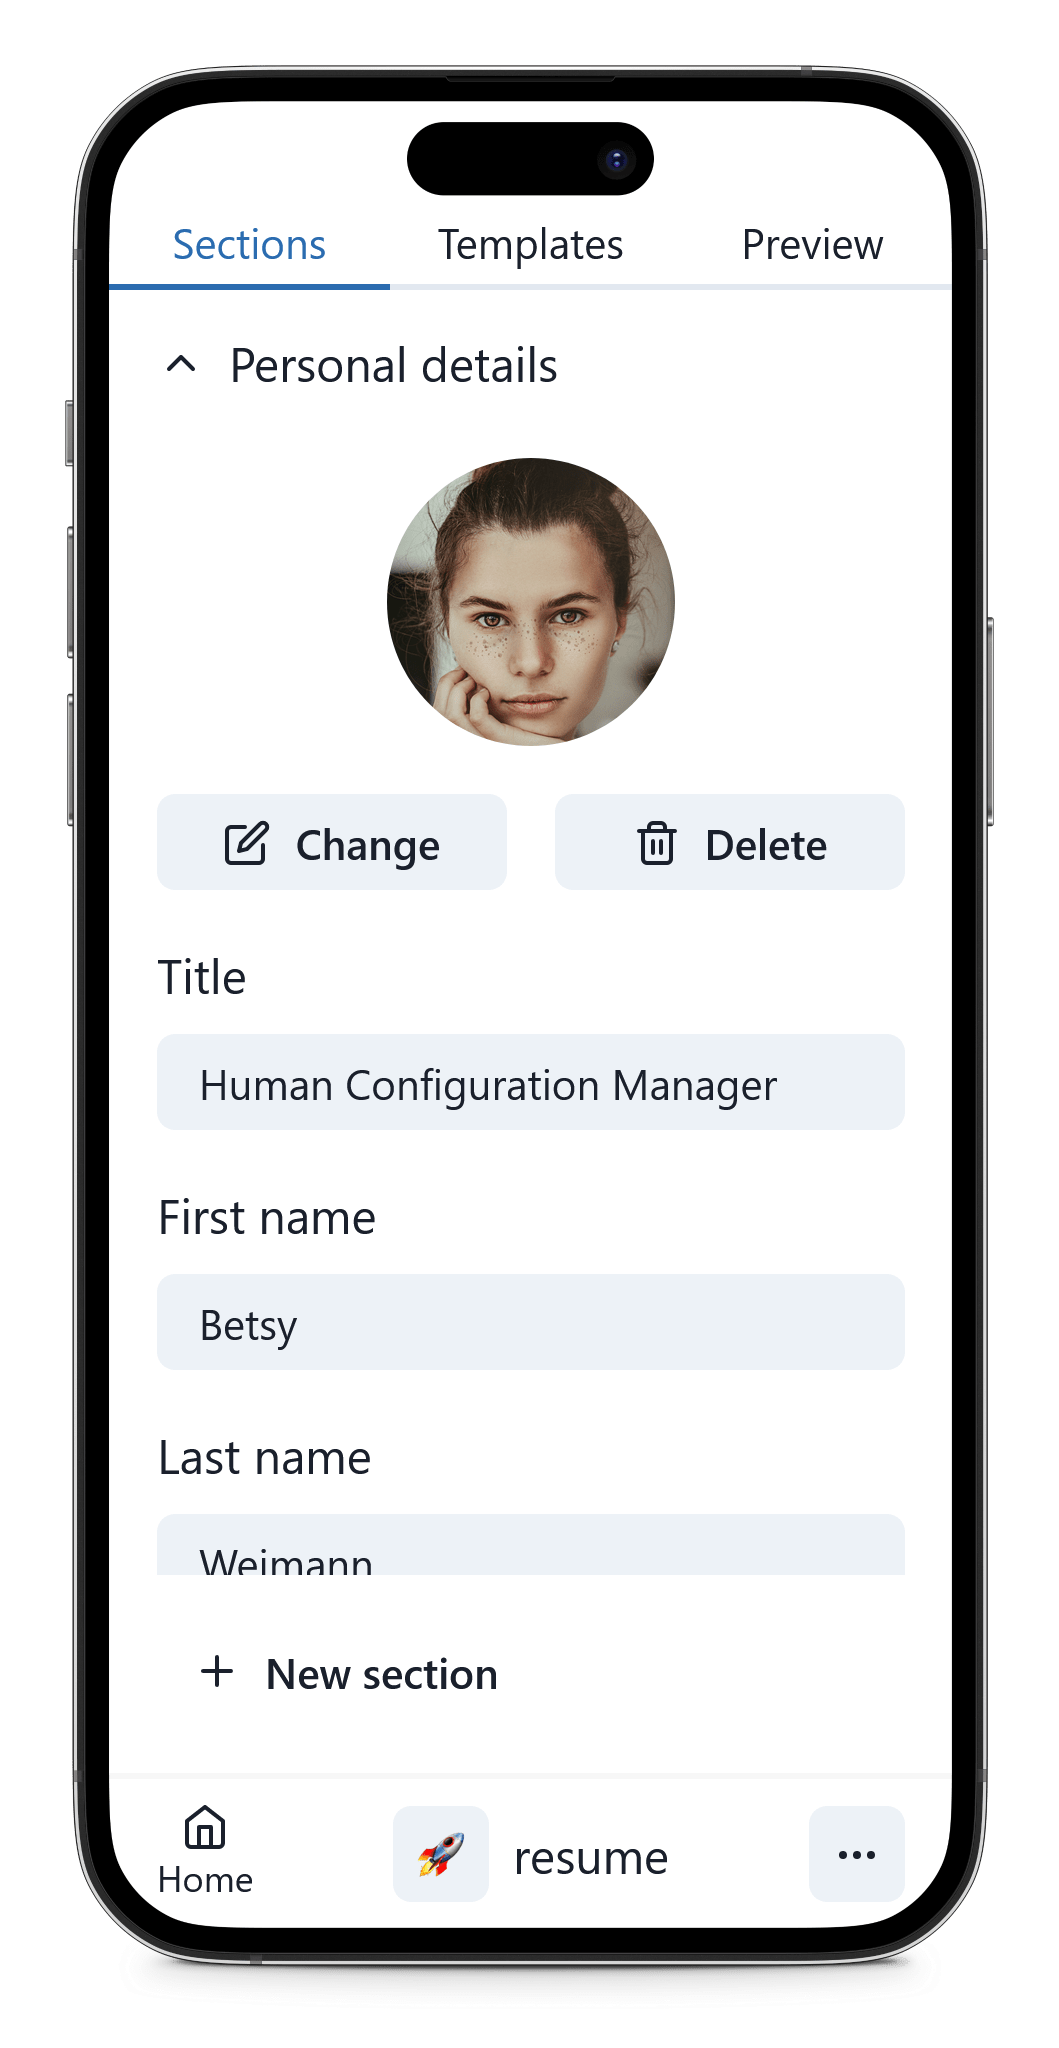 Sections Templates Preview
Personal details
Change Delete
Title
Human Configuration Manager
First name
Betsy
Last name
Weimann
New section
Home
resume